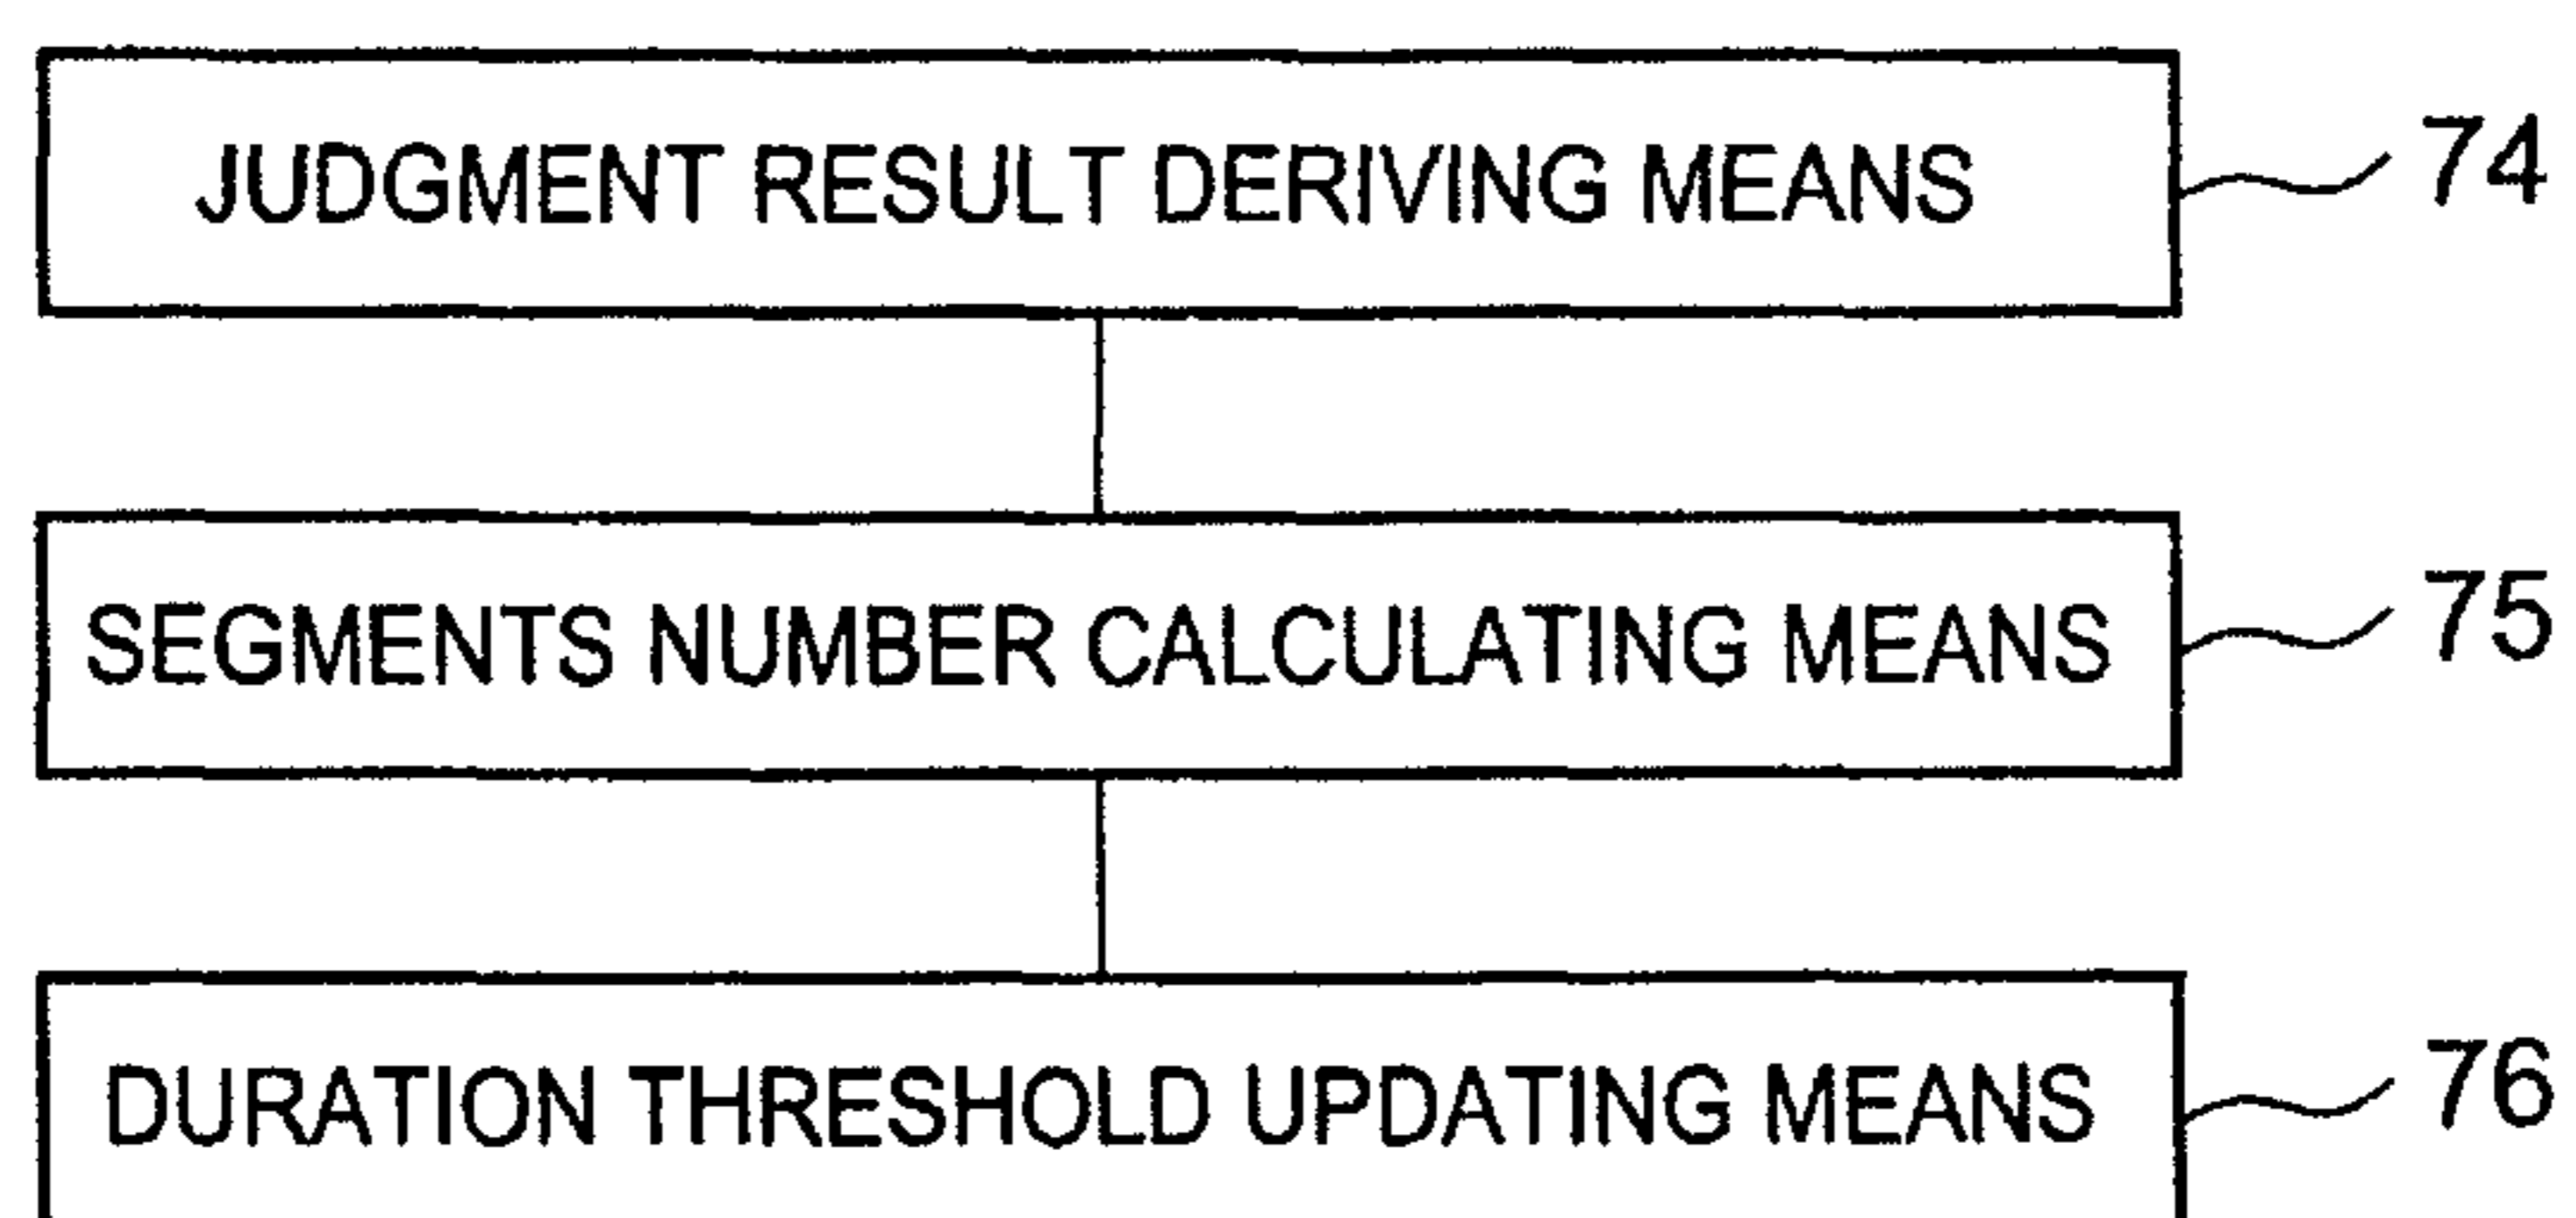 JUDGMENT RESULT DERIVING MEANS 74
SEGMENTS NUMBER CALCULATING MEANS 75
DURATION THRESHOLD UPDATING MEANS 76